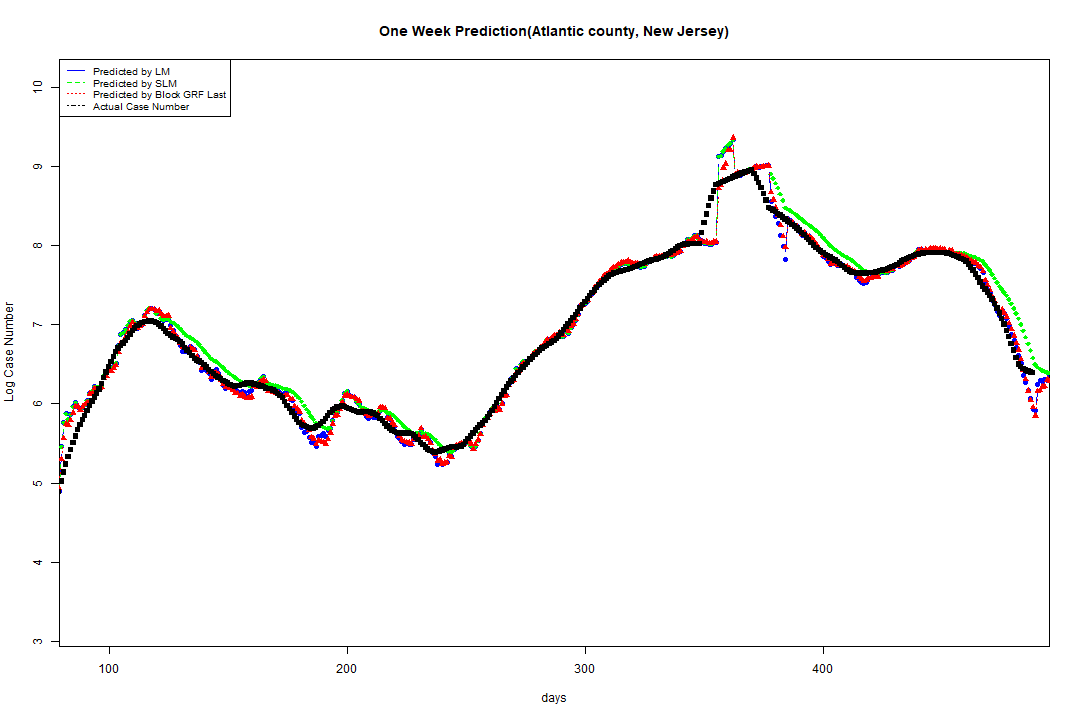 One Week Prediction(Atlantic county, New Jersey)
Predicted by LM
Predicted by SLM
Predicted by Block GRF Last
Actual Case Number
10
9
8
7
6
5
4
3
Log Case Number
100 200 300 400
days